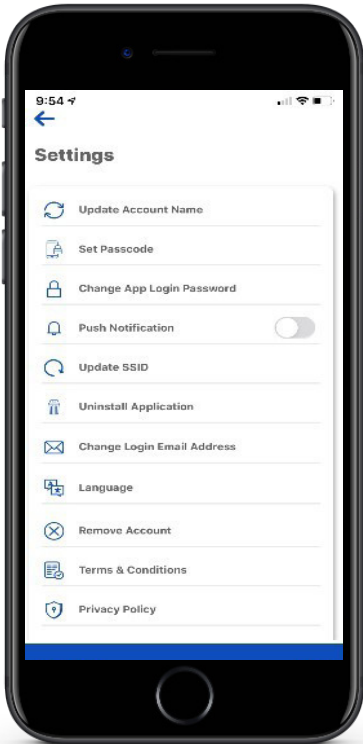 9:54
Settings
Update Account Name
Set Passcode
Change App Login Password
Push Notification
Update SSID
Uninstall Application
Change Login Email Address
Language
Remove Account
Terms & Conditions
Privacy Policy